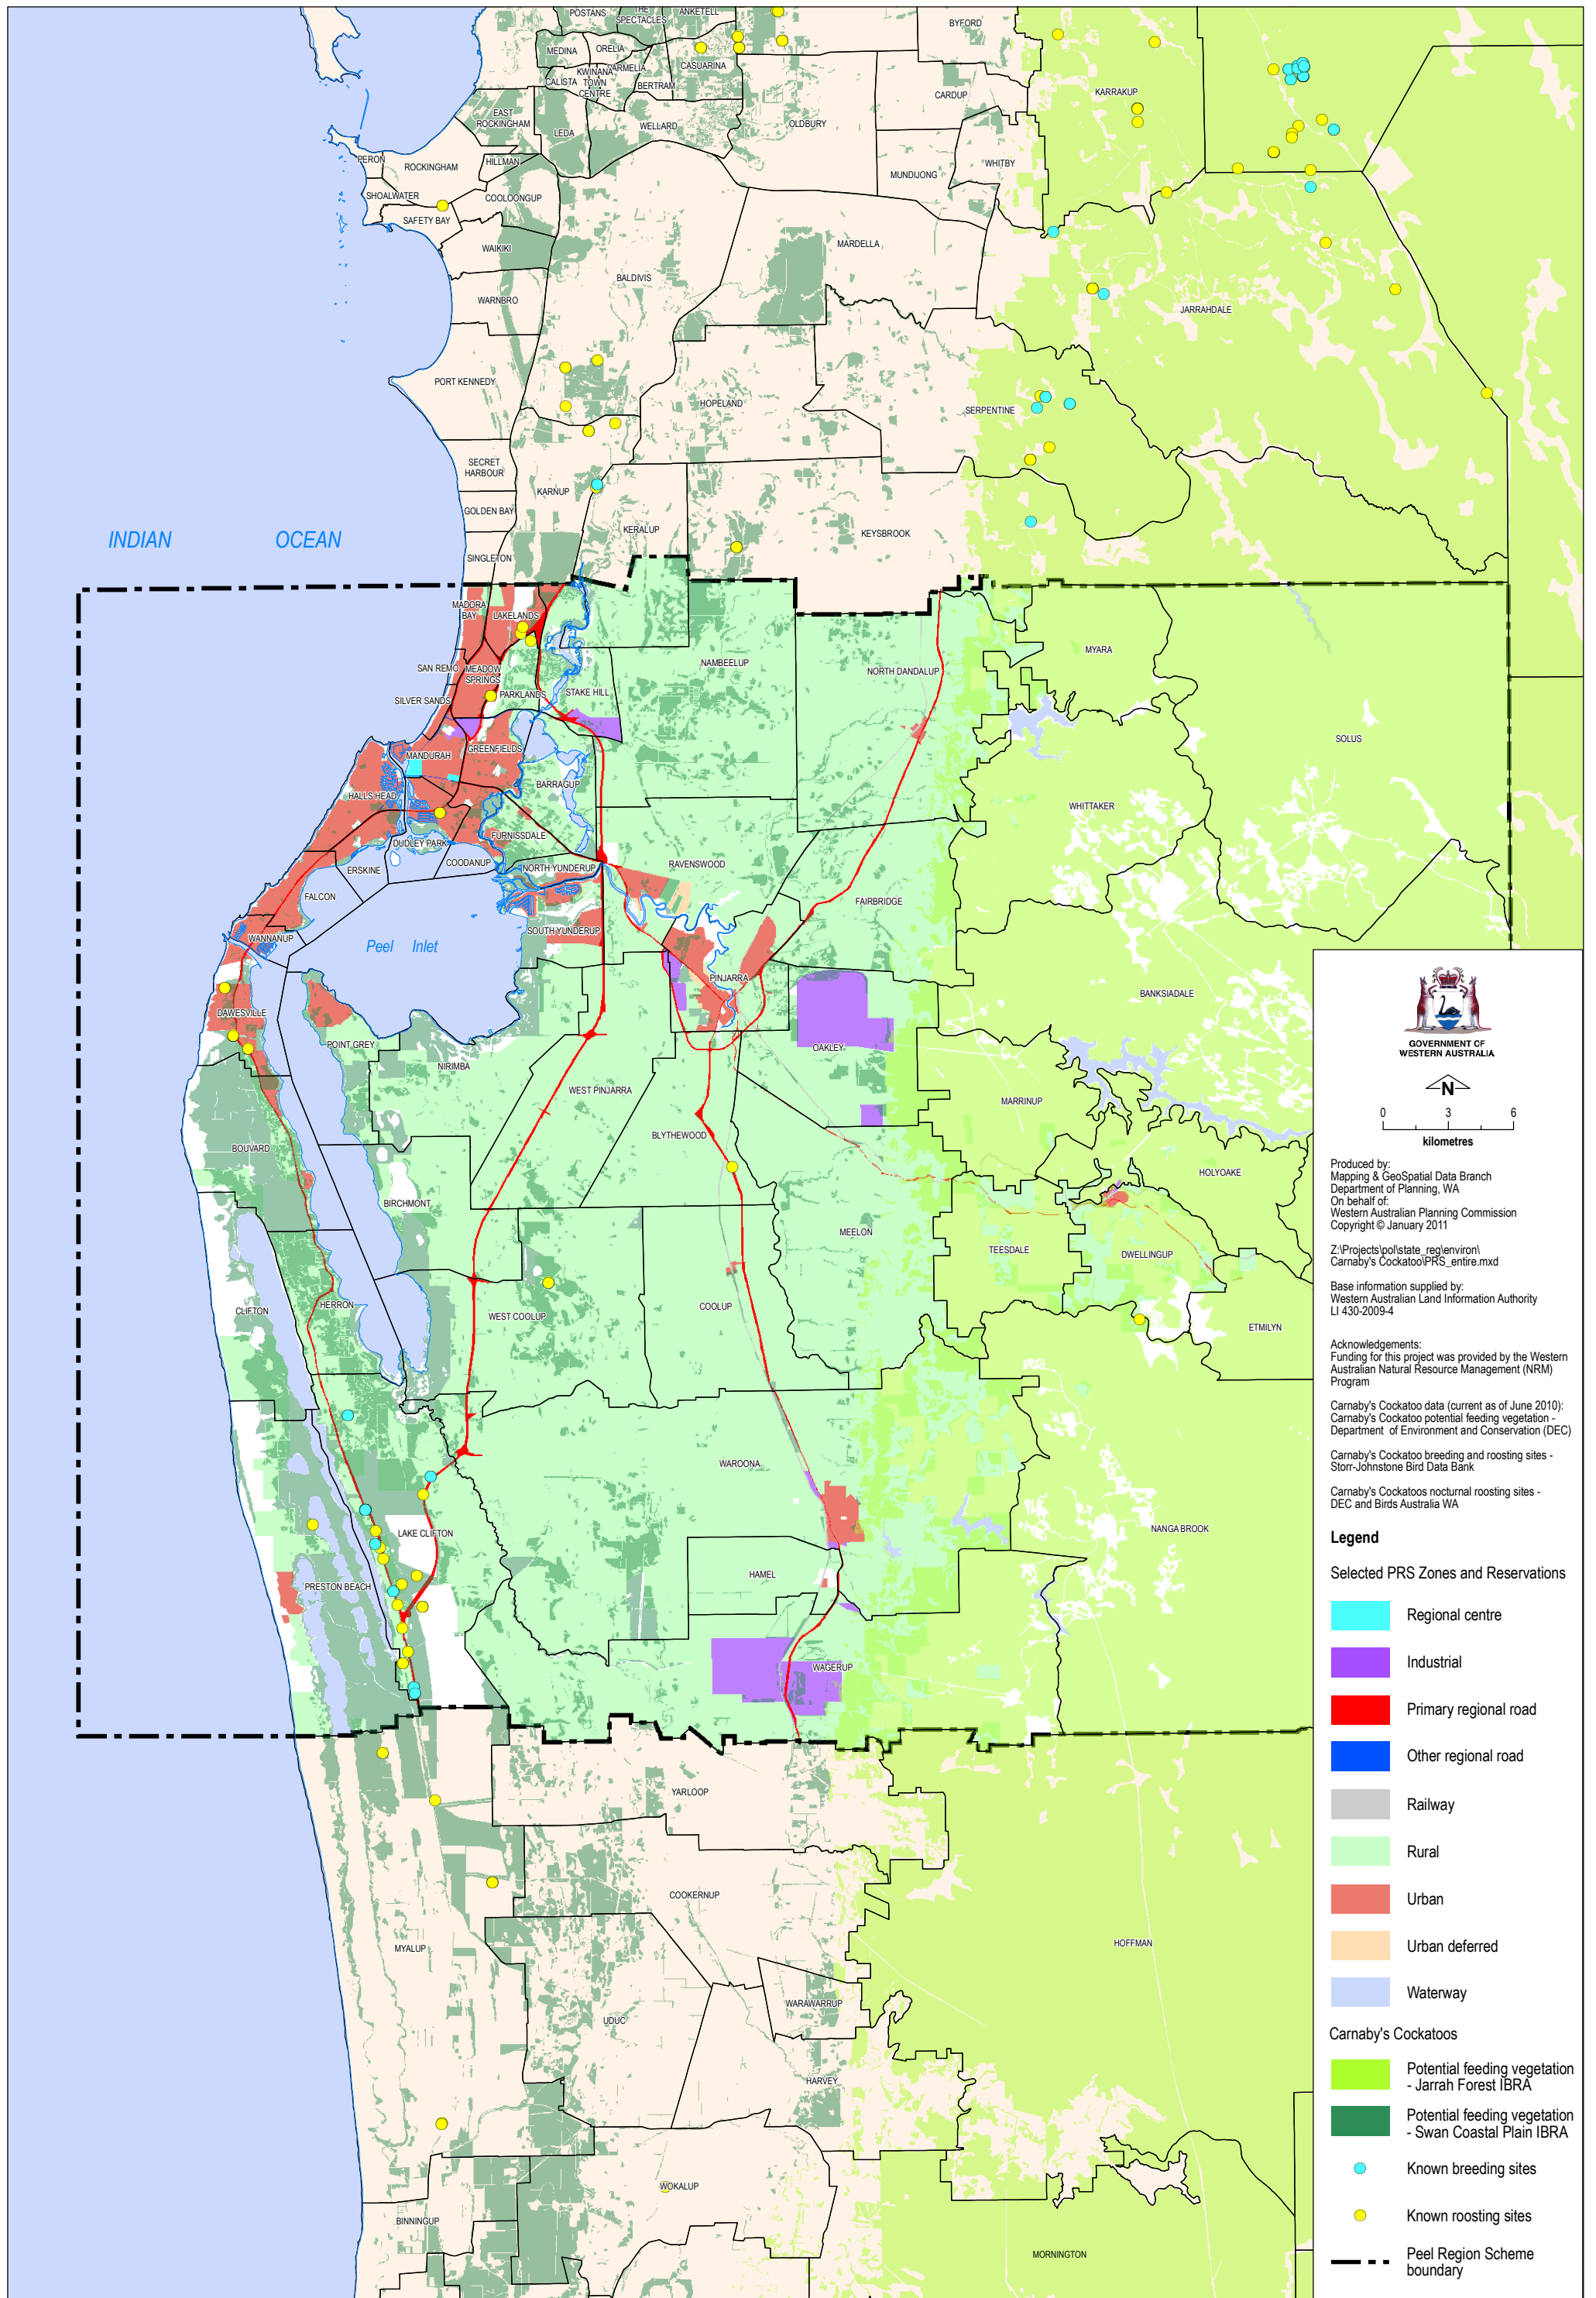 POSTANS
THE
SPECTACLES
ANKETELL
BYFORD
MEDINA
ORELIA
KWINANA
TOWN
CENTRE
PARMELIA
CASUARINA
CALISTA
BERTRAM
CARDUP
KARRAKUP
EAST
ROCKINGHAM
LEDA
WELLARD
OLDBURY
PERON
ROCKINGHAM
HILLMAN
WHITBY
MUNDIJONG
SHOALWATER
COOLOONGUP
SAFETY BAY
WAIKIKI
MARDELLA
BALDIVIS
WARNBRO
JARRAHDALE
PORT KENNEDY
HOPELAND
SERPENTINE
SECRET
HARBOUR
KARNUP
GOLDEN BAY
KERALUP
KEYSBROOK
INDIAN OCEAN
SINGLETON
MADORA
BAY
LAKELANDS
MYARA
SAN REMO
MEADOW
SPRINGS
NAMBEELUP
NORTH DANDALUP
SILVER SANDS
PARKLANDS
STAKE HILL
SOLUS
MANDURAH
GREENFIELDS
BARRAGUP
HALLS HEAD
WHITTAKER
FURNISSDALE
DUDLEY PARK
COODANUP
ERSKINE
NORTH YUNDERUP
RAVENSWOOD
FALCON
FAIRBRIDGE
WANNANUP
Peel Inlet
SOUTH YUNDERUP
PINJARRA
BANKSIADALE
DAWESVILLE
POINT GREY
NIRIMBA
OAKLEY
WEST PINJARRA
MARRINUP
BLYTHEWOOD
BOUVARD
HOLYOAKE
BIRCHMONT
MEELON
TEESDALE
DWELLINGUP
CLIFTON
HERRON
WEST COOLUP
COOLUP
ETMILYN
WAROONA
LAKE CLIFTON
NANGA BROOK
PRESTON BEACH
HAMEL
WAGERUP
YARLOOP
COOKERNUP
MYALUP
HOFFMAN
WARAWARRUP
UDUC
HARVEY
WOKALUP
BINNINGUP
MORNINGTON
GOVERNMENT OF
WESTERN AUSTRALIA
N
0 3 6
kilometres
Produced by:
Mapping & GeoSpatial Data Branch
Department of Planning, WA
On behalf of:
Western Australian Planning Commission
Copyright © January 2011
Z:\Projects\pol\state_reg\environ\
Carnaby's Cockatoo\PRS_entire.mxd
Base information supplied by:
Western Australian Land Information Authority
LI 430-2009-4
Acknowledgements:
Funding for this project was provided by the Western
Australian Natural Resource Management (NRM)
Program
Carnaby's Cockatoo data (current as of June 2010):
Carnaby's Cockatoo potential feeding vegetation -
Department of Environment and Conservation (DEC)
Carnaby's Cockatoo breeding and roosting sites -
Storr-Johnstone Bird Data Bank
Carnaby's Cockatoos nocturnal roosting sites -
DEC and Birds Australia WA
Legend
Selected PRS Zones and Reservations
Regional centre
Industrial
Primary regional road
Other regional road
Railway
Rural
Urban
Urban deferred
Waterway
Carnaby's Cockatoos
Potential feeding vegetation
- Jarrah Forest IBRA
Potential feeding vegetation
- Swan Coastal Plain IBRA
Known breeding sites
Known roosting sites
Peel Region Scheme
boundary